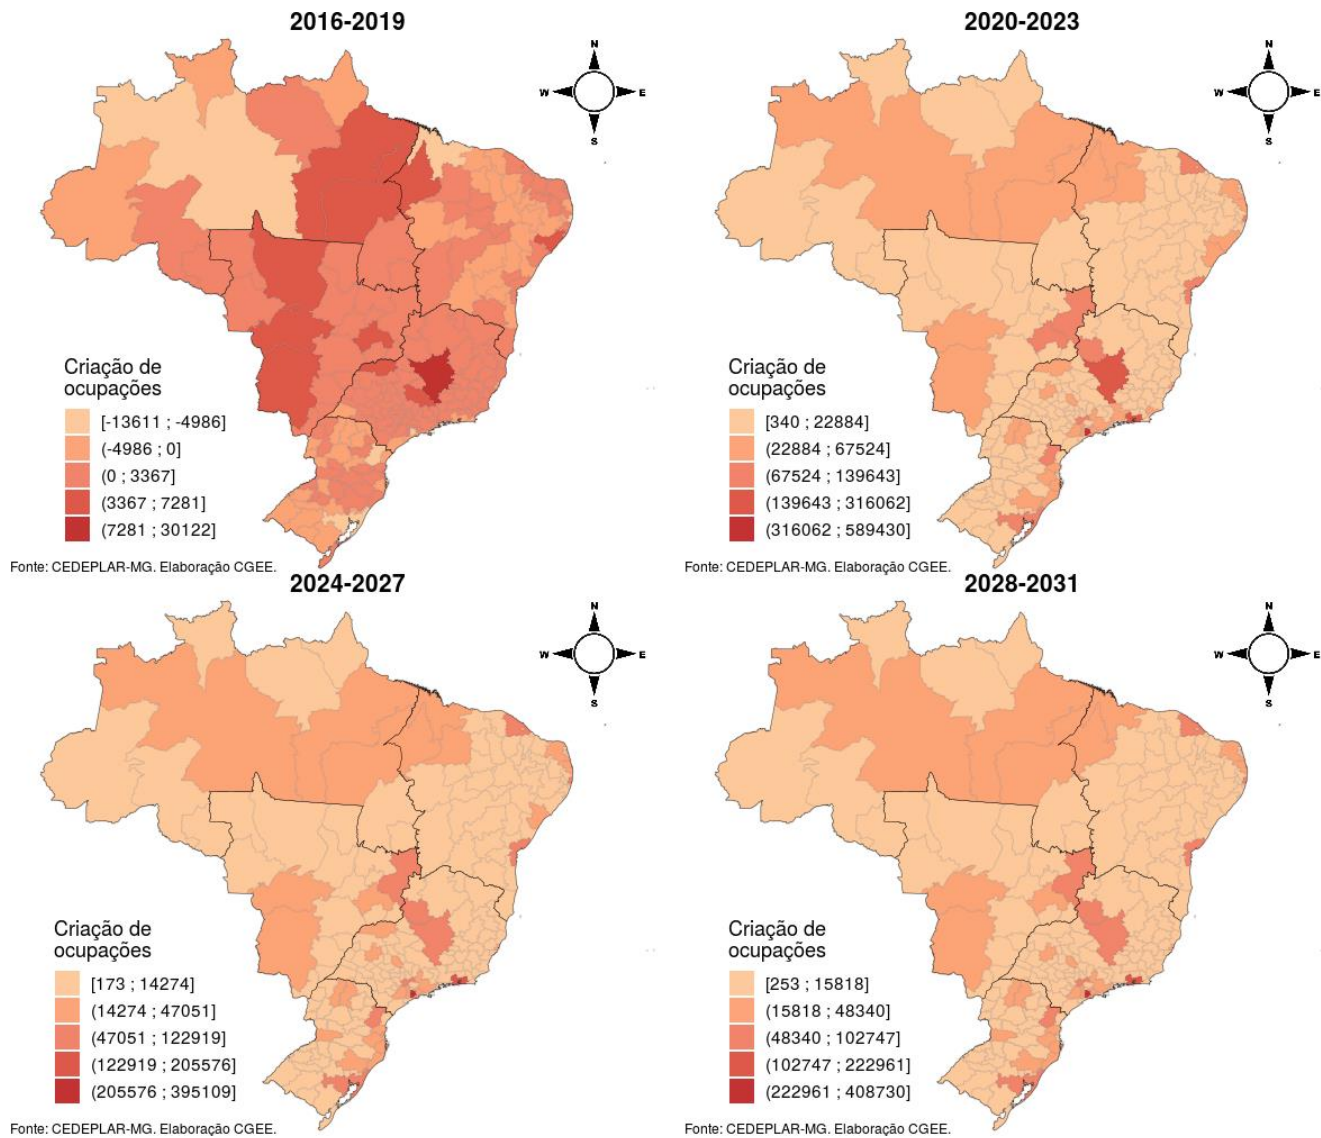 2016-2019
N
W
E
S
Criação de
ocupações
[-13611 ; -4986]
(-4986 ; 0]
(0 ; 3367]
(3367 ; 7281]
(7281 ; 30122]
Fonte: CEDEPLAR-MG. Elaboração CGEE.
2020-2023
N
W
E
S
Criação de
ocupações
[340 ; 22884]
(22884 ; 67524]
(67524 ; 139643]
(139643 ; 316062]
(316062 ; 589430]
Fonte: CEDEPLAR-MG. Elaboração CGEE.
2024-2027
N
W
E
S
Criação de
ocupações
[173 ; 14274]
(14274 ; 47051]
(47051 ; 122919]
(122919 ; 205576]
(205576 ; 395109]
Fonte: CEDEPLAR-MG. Elaboração CGEE.
2028-2031
N
W
E
S
Criação de
ocupações
[253 ; 15818]
(15818 ; 48340]
(48340 ; 102747]
(102747 ; 222961]
(222961 ; 408730]
Fonte: CEDEPLAR-MG. Elaboração CGEE.